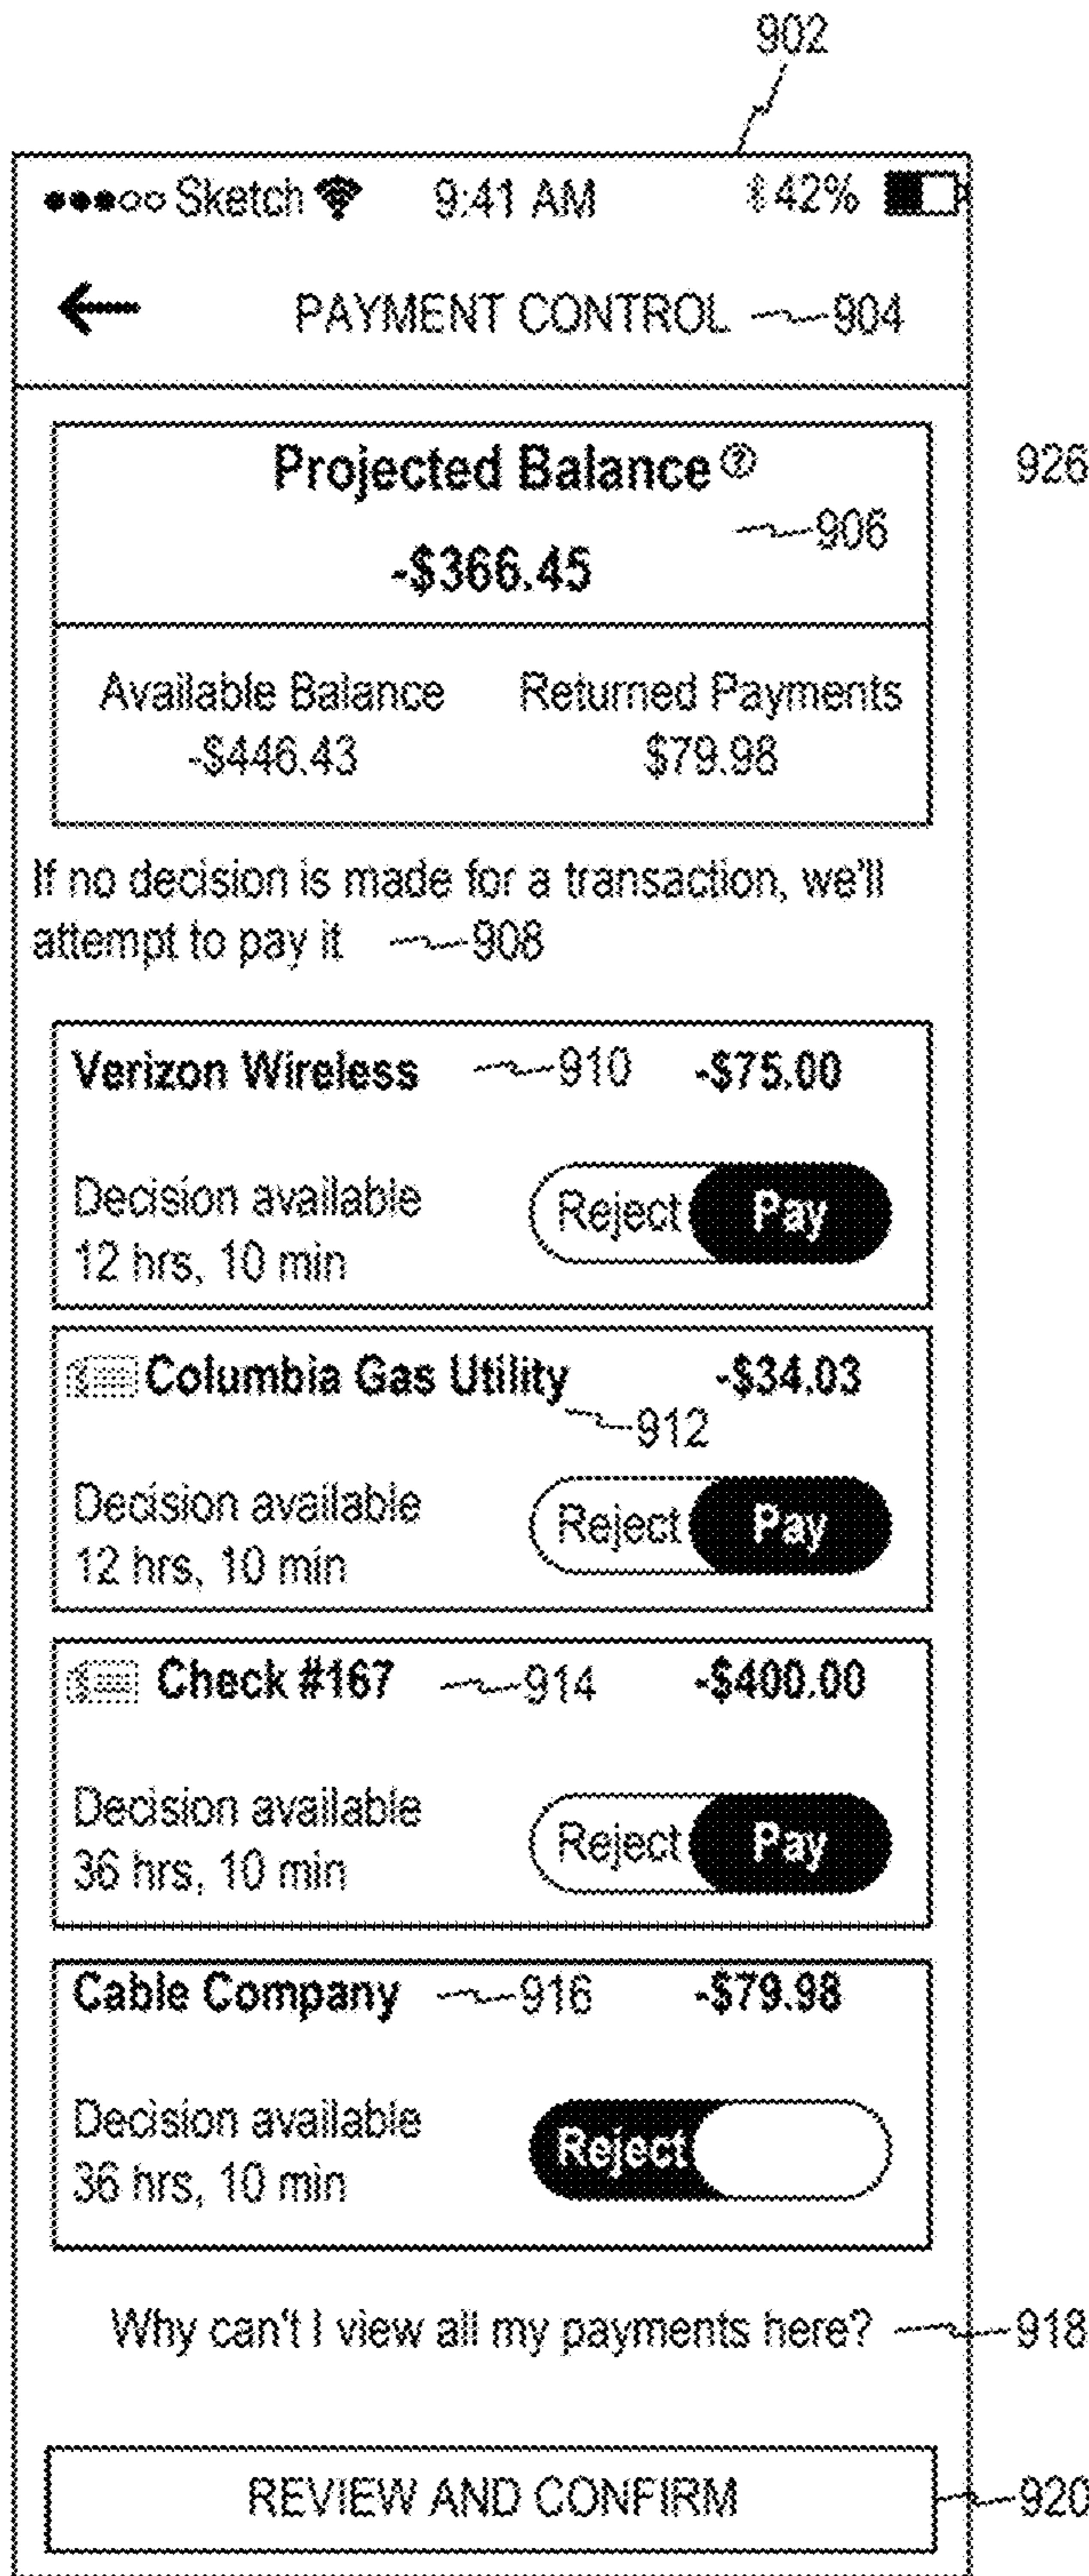 902
Sketch 9:41 AM 42%
PAYMENT CONTROL 904
Projected Balance ?
926
906
-$366.45
Available Balance Returned Payments
-$446.43 $79.98
If no decision is made for a transaction, we'll
attempt to pay it 908
Verizon Wireless 910 -$75.00
Decision available
12 hrs, 10 min
Reject Pay
Columbia Gas Utility -$34.03
912
Decision available
12 hrs, 10 min
Reject Pay
Check #167 914 -$400.00
Decision available
36 hrs, 10 min
Reject Pay
Cable Company 916 -$79.98
Decision available
36 hrs, 10 min
Reject
Why can't I view all my payments here? 918
REVIEW AND CONFIRM 920